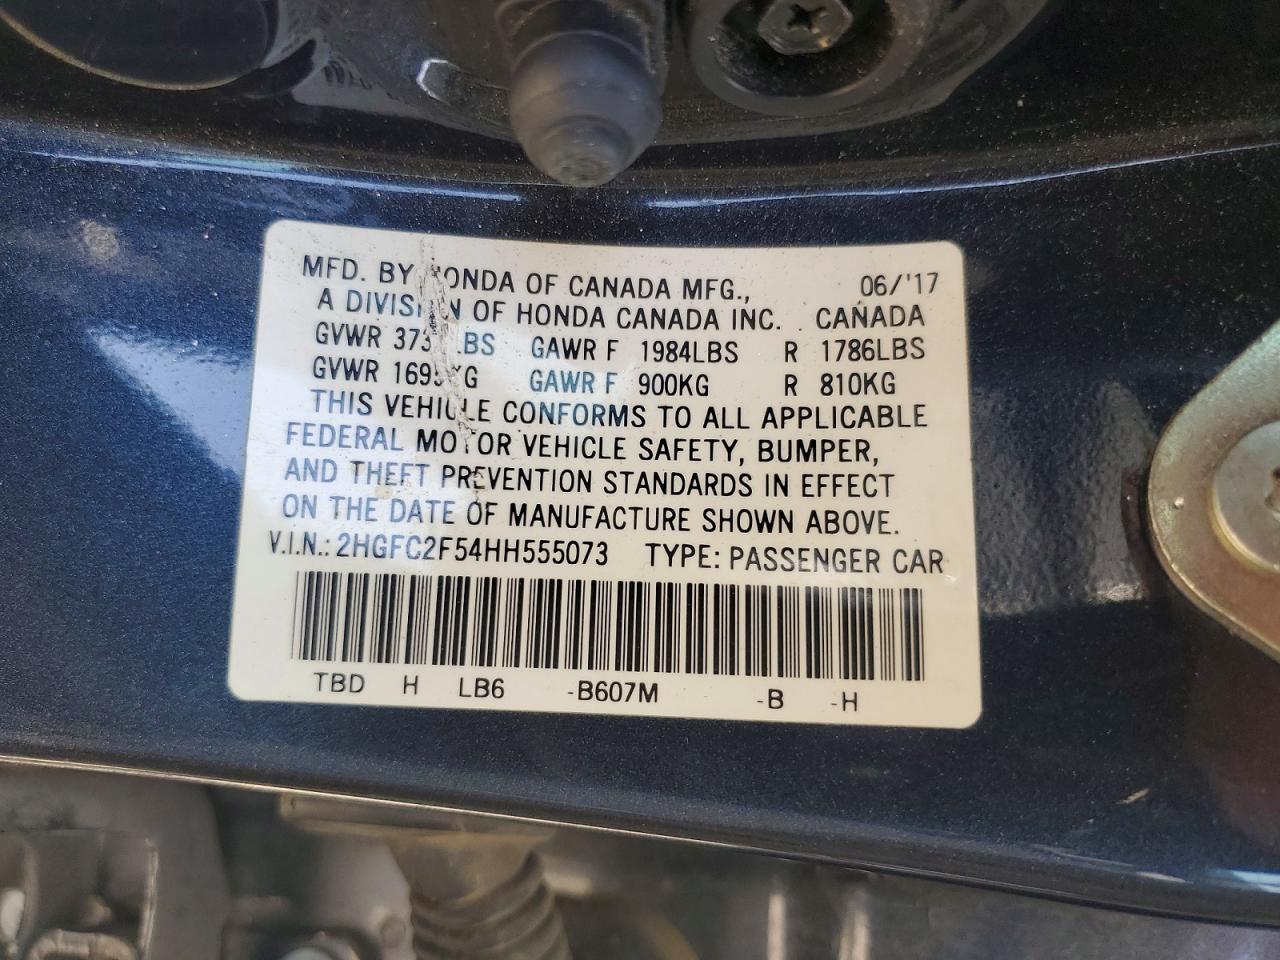 MFD. BY HONDA OF CANADA MFG., 06/'17
A DIVISION OF HONDA CANADA INC. CANADA
GVWR LBS GAWR F 1984LBS R 1786LBS
GVWR 1695KG GAWR F 900KG R 810KG
THIS VEHICLE CONFORMS TO ALL APPLICABLE
FEDERAL MOTOR VEHICLE SAFETY, BUMPER,
AND THEFT PREVENTION STANDARDS IN EFFECT
ON THE DATE OF MANUFACTURE SHOWN ABOVE.
V.I.N.: 2HGFC2F54HH555073 TYPE: PASSENGER CAR
TBD H LB6 -B607M -B -H